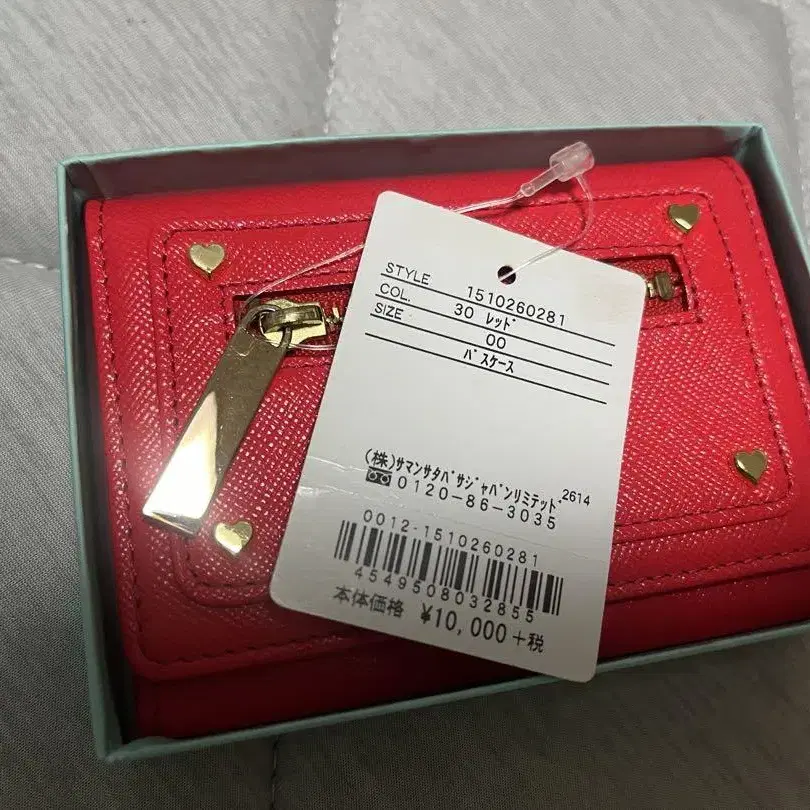 STYLE 1510260281
COL. 30 ﾚｯﾄﾞ
SIZE 00
ﾊﾟｽｹｰｽ
(株)ｻﾏﾝｻﾀﾊﾞｻｼﾞｬﾊﾟﾝﾘﾐﾃｯﾄﾞ 2614
0120-86-3035
0012-1510260281
4549508032855
本体価格 ¥10,000+税